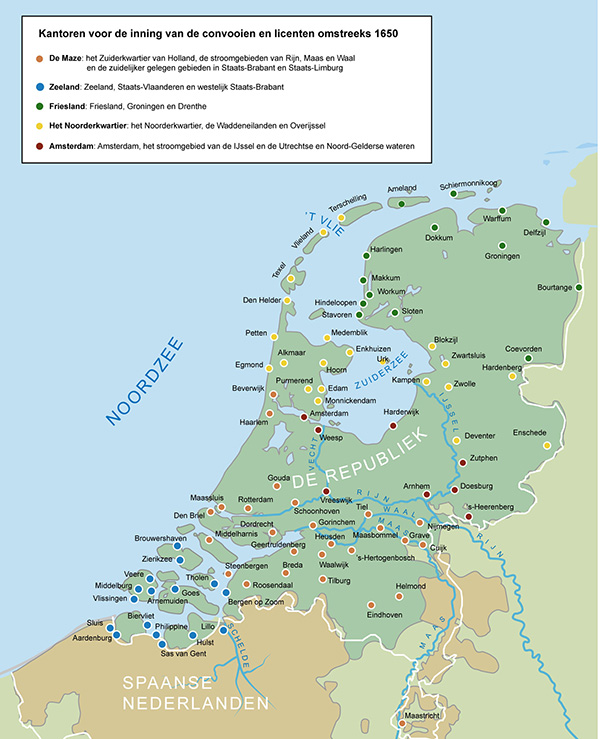 Kantoren voor de inning van de convooien en licenten omstreeks 1650
De Maze: het Zuiderkwartier van Holland, de stroomgebieden van Rijn, Maas en Waal
en de zuidelijker gelegen gebieden in Staats-Brabant en Staats-Limburg
Zeeland: Zeeland, Staats-Vlaanderen en westelijk Staats-Brabant
Friesland: Friesland, Groningen en Drenthe
Het Noorderkwartier: het Noorderkwartier, de Waddeneilanden en Overijssel
Amsterdam: Amsterdam, het stroomgebied van de IJssel en de Utrechtse en Noord-Gelderse wateren
Schiermonnikoog
Ameland
Terschelling
'T VLIE
Vlieland
Warffum
Delfzijl
Dokkum
Groningen
Harlingen
Texel
Makkum
Workum
Bourtange
Den Helder
Hindeloopen
Stavoren
Sloten
Petten
Medemblik
Enkhuizen
Urk
Blokzijl
Coevorden
Alkmaar
Hoorn
ZUIDERZEE
Zwartsluis
Hardenberg
Egmond
Purmerend
Kampen
Zwolle
Beverwijk
Edam
Monnickendam
NOORDZEE
Haarlem
Amsterdam
Harderwijk
IJSSEL
Weesp
Deventer
Enschede
VECHT
DE REPUBLIEK
Zutphen
Gouda
Arnhem
Doesburg
Maassluis
Rotterdam
Vreeswijk
RIJN
Den Briel
Schoonhoven
Tiel
WAAL
's-Heerenberg
Dordrecht
Gorinchem
MAAS
Nijmegen
Middelharnis
Geertruidenberg
Heusden
Maasbommel
Grave
Cuijk
RIJN
Brouwershaven
Zierikzee
Steenbergen
Breda
Waalwijk
's-Hertogenbosch
Veere
Tholen
Roosendaal
Tilburg
Helmond
Middelburg
Goes
Vlissingen
Arnemuiden
Bergen op Zoom
Eindhoven
Sluis
Biervliet
Philippine
Lillo
Aardenburg
Hulst
SCHELDE
MAAS
Sas van Gent
SPAANSE
NEDERLANDEN
Maastricht